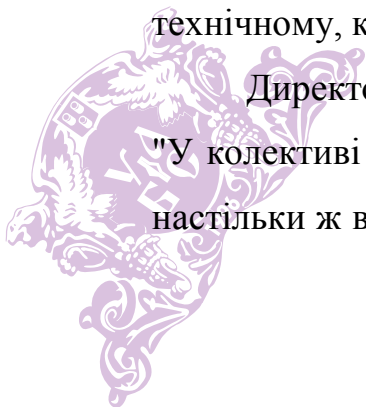 технічному, к
Директо
"У колективі
настільки ж в